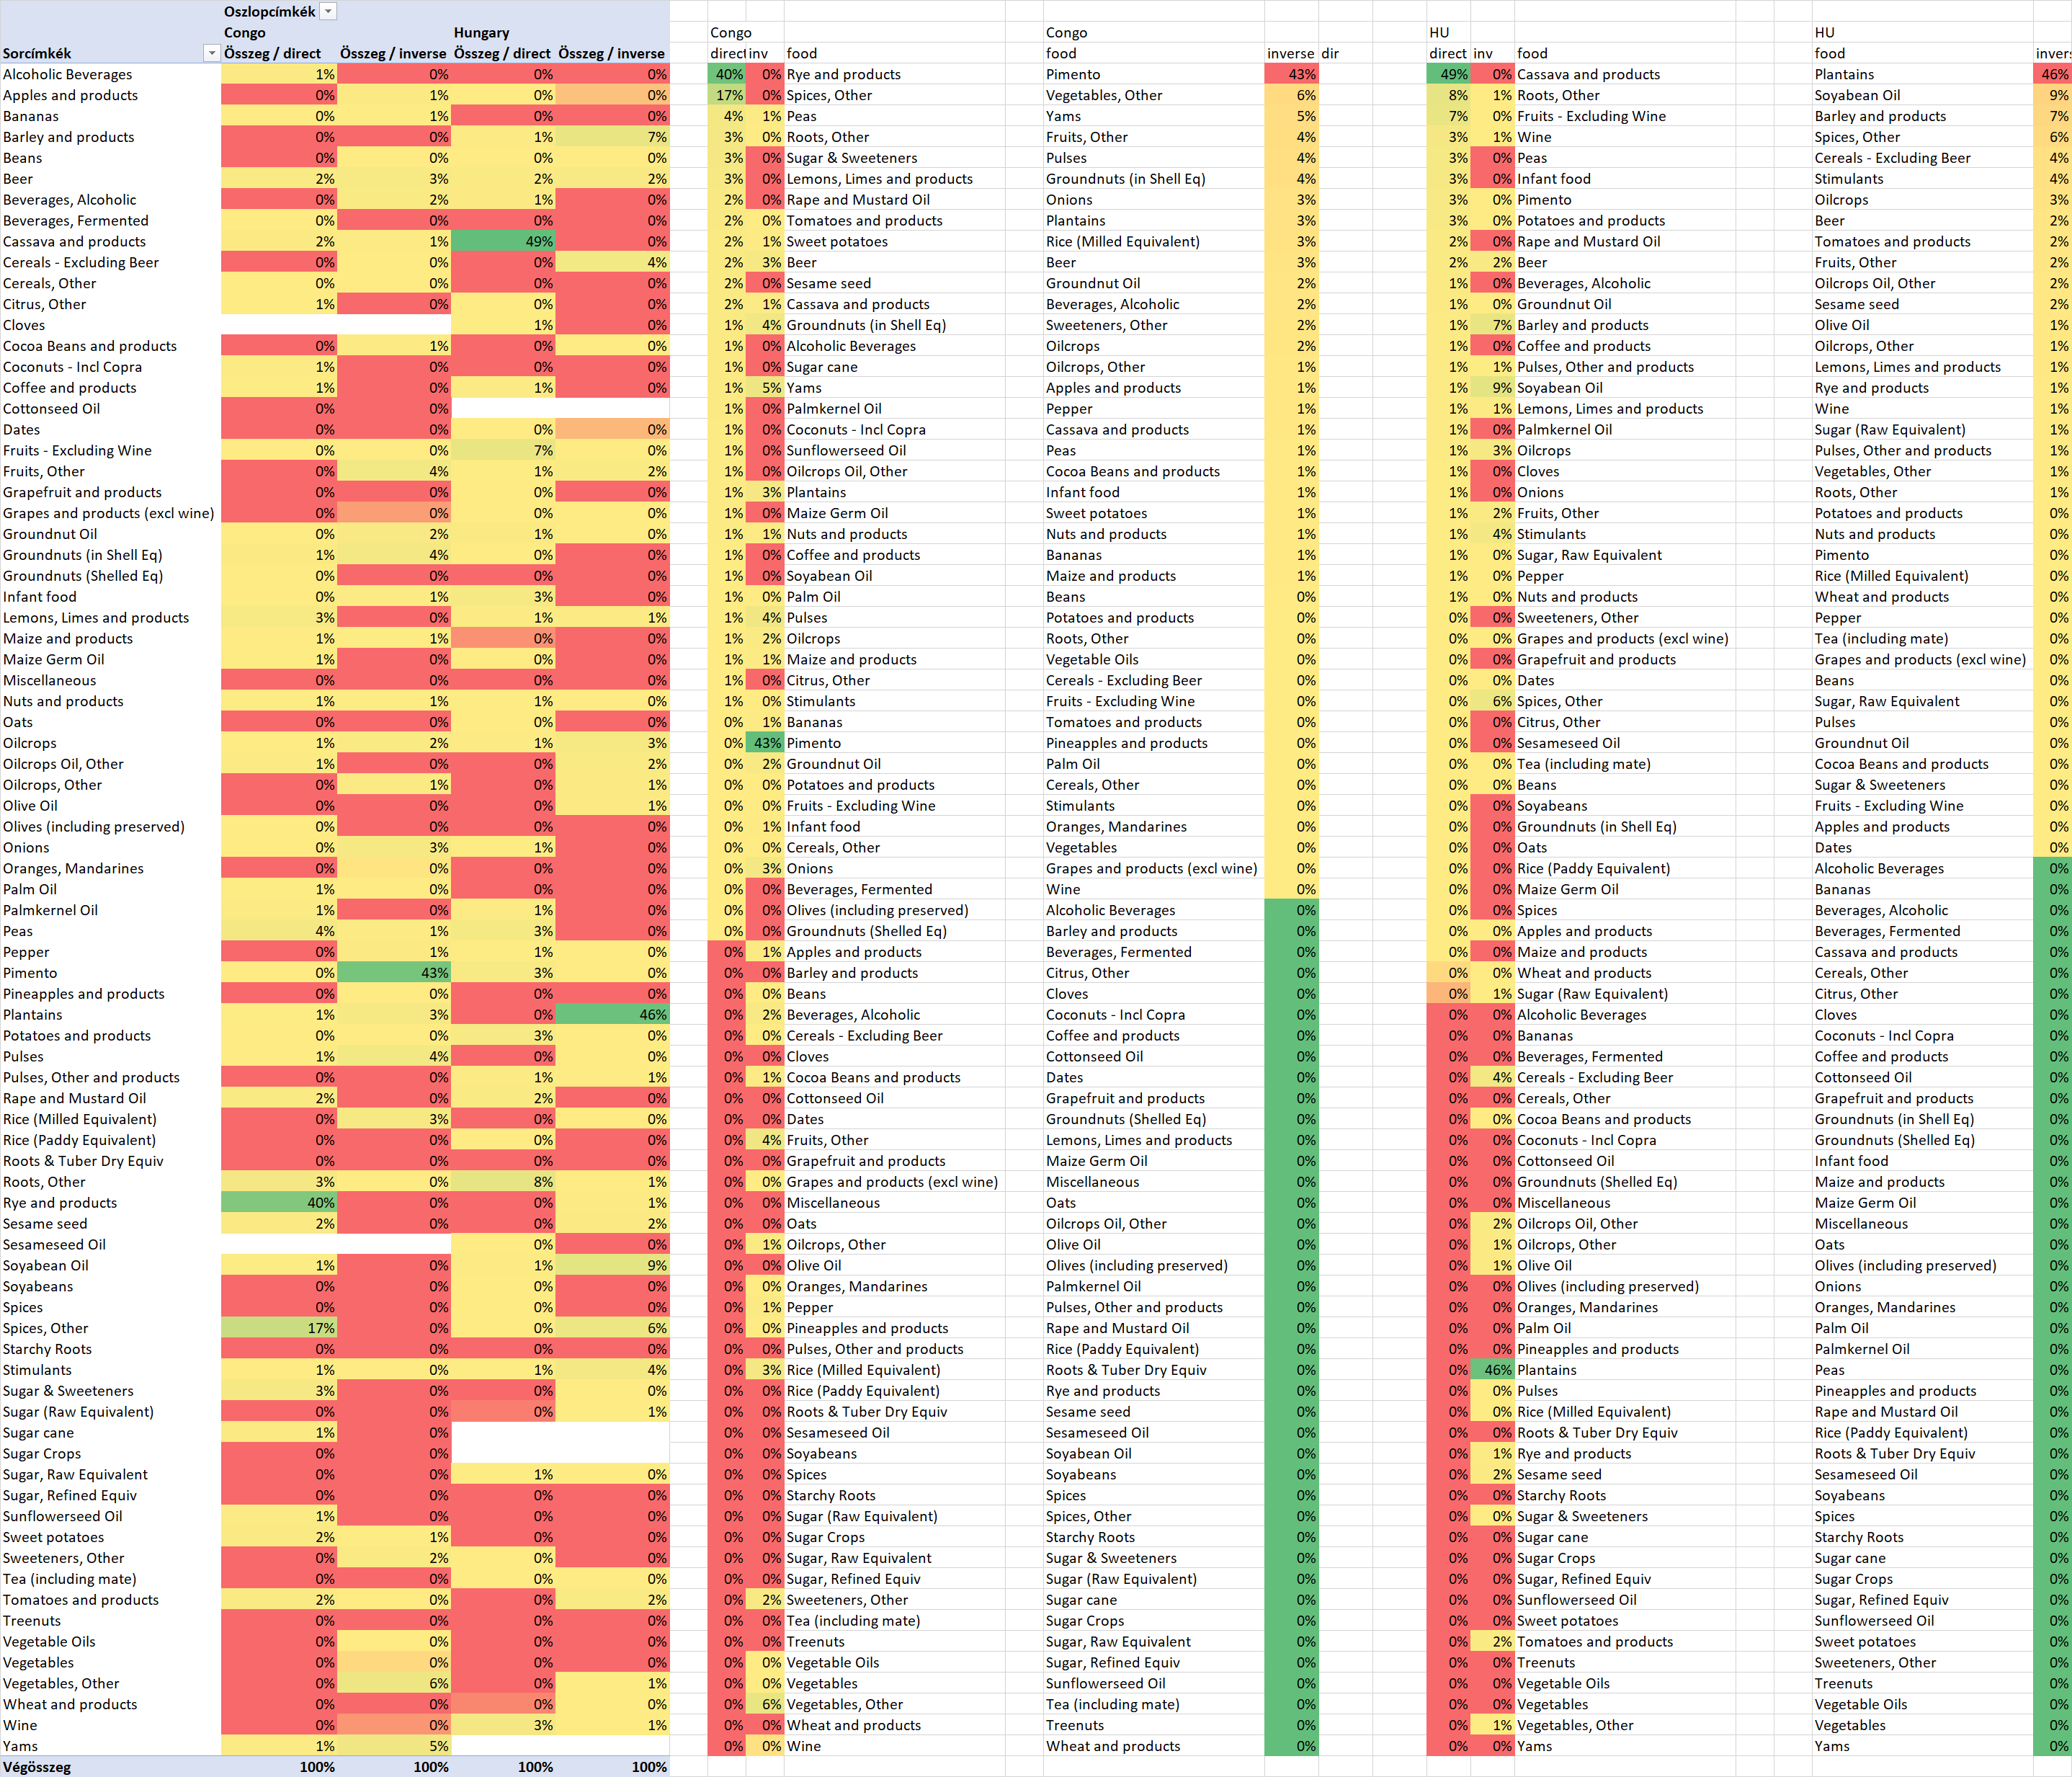 Oszlopcímkék
Congo Hungary Congo Congo HU HU
Sorcímkék Összeg / direct Összeg / inverse Összeg / direct Összeg / inverse direct inv food food inverse dir direct inv food food
Alcoholic Beverages 1% 0% 0% 0% 40% 0% Rye and products Pimento 43% 49% 0% Cassava and products Plantains 46%
Apples and products 0% 1% 0% 0% 17% 0% Spices, Other Vegetables, Other 6% 8% 1% Roots, Other Soyabean Oil 9%
Bananas 0% 1% 0% 0% 4% 1% Peas Yams 5% 7% 0% Fruits - Excluding Wine Barley and products 7%
Barley and products 0% 0% 1% 7% 3% 0% Roots, Other Fruits, Other 4% 3% 1% Wine Spices, Other 6%
Beans 0% 0% 0% 0% 3% 0% Sugar & Sweeteners Pulses 4% 3% 0% Peas Cereals - Excluding Beer 4%
Beer 2% 3% 2% 2% 3% 0% Lemons, Limes and products Groundnuts (in Shell Eq) 4% 3% 0% Infant food Stimulants 4%
Beverages, Alcoholic 0% 2% 1% 0% 2% 0% Rape and Mustard Oil Onions 3% 3% 0% Pimento Oilcrops 3%
Beverages, Fermented 0% 0% 0% 0% 2% 0% Tomatoes and products Plantains 3% 3% 0% Potatoes and products Beer 2%
Cassava and products 2% 1% 49% 0% 2% 1% Sweet potatoes Rice (Milled Equivalent) 3% 2% 0% Rape and Mustard Oil Tomatoes and products 2%
Cereals - Excluding Beer 0% 0% 0% 4% 2% 3% Beer Beer 3% 2% 2% Beer Fruits, Other 2%
Cereals, Other 0% 0% 0% 0% 2% 0% Sesame seed Groundnut Oil 2% 1% 0% Beverages, Alcoholic Oilcrops Oil, Other 2%
Citrus, Other 1% 0% 0% 0% 2% 1% Cassava and products Beverages, Alcoholic 2% 1% 0% Groundnut Oil Sesame seed 2%
Cloves 1% 0% 1% 4% Groundnuts (in Shell Eq) Sweeteners, Other 2% 1% 7% Barley and products Olive Oil 1%
Cocoa Beans and products 0% 1% 0% 0% 1% 0% Alcoholic Beverages Oilcrops 2% 1% 0% Coffee and products Oilcrops, Other 1%
Coconuts - Incl Copra 1% 0% 0% 0% 1% 0% Sugar cane Oilcrops, Other 1% 1% 1% Pulses, Other and products Lemons, Limes and products 1%
Coffee and products 1% 0% 1% 0% 1% 5% Yams Apples and products 1% 1% 9% Soyabean Oil Rye and products 1%
Cottonseed Oil 0% 0% 1% 0% Palmkernel Oil Pepper 1% 1% 1% Lemons, Limes and products Wine 1%
Dates 0% 0% 0% 0% 1% 0% Coconuts - Incl Copra Cassava and products 1% 1% 0% Palmkernel Oil Sugar (Raw Equivalent) 1%
Fruits - Excluding Wine 0% 0% 7% 0% 1% 0% Sunflowerseed Oil Peas 1% 1% 3% Oilcrops Pulses, Other and products 1%
Fruits, Other 0% 4% 1% 2% 1% 0% Oilcrops Oil, Other Cocoa Beans and products 1% 1% 0% Cloves Vegetables, Other 1%
Grapefruit and products 0% 0% 0% 0% 1% 3% Plantains Infant food 1% 1% 0% Onions Roots, Other 1%
Grapes and products (excl wine) 0% 0% 0% 0% 1% 0% Maize Germ Oil Sweet potatoes 1% 1% 2% Fruits, Other Potatoes and products 0%
Groundnut Oil 0% 2% 1% 0% 1% 1% Nuts and products Nuts and products 1% 1% 4% Stimulants Nuts and products 0%
Groundnuts (in Shell Eq) 1% 4% 0% 0% 1% 0% Coffee and products Bananas 1% 1% 0% Sugar, Raw Equivalent Pimento 0%
Groundnuts (Shelled Eq) 0% 0% 0% 0% 1% 0% Soyabean Oil Maize and products 1% 1% 0% Pepper Rice (Milled Equivalent) 0%
Infant food 0% 1% 3% 0% 1% 0% Palm Oil Beans 0% 1% 0% Nuts and products Wheat and products 0%
Lemons, Limes and products 3% 0% 1% 1% 1% 4% Pulses Potatoes and products 0% 0% 0% Sweeteners, Other Pepper 0%
Maize and products 1% 1% 0% 0% 1% 2% Oilcrops Roots, Other 0% 0% 0% Grapes and products (excl wine) Tea (including mate) 0%
Maize Germ Oil 1% 0% 0% 0% 1% 1% Maize and products Vegetable Oils 0% 0% 0% Grapefruit and products Grapes and products (excl wine) 0%
Miscellaneous 0% 0% 0% 0% 1% 0% Citrus, Other Cereals - Excluding Beer 0% 0% 0% Dates Beans 0%
Nuts and products 1% 1% 1% 0% 1% 0% Stimulants Fruits - Excluding Wine 0% 0% 6% Spices, Other Sugar, Raw Equivalent 0%
Oats 0% 0% 0% 0% 0% 1% Bananas Tomatoes and products 0% 0% 0% Citrus, Other Pulses 0%
Oilcrops 1% 2% 1% 3% 0% 43% Pimento Pineapples and products 0% 0% 0% Sesameseed Oil Groundnut Oil 0%
Oilcrops Oil, Other 1% 0% 0% 2% 0% 2% Groundnut Oil Palm Oil 0% 0% 0% Tea (including mate) Cocoa Beans and products 0%
Oilcrops, Other 0% 1% 0% 1% 0% 0% Potatoes and products Cereals, Other 0% 0% 0% Beans Sugar & Sweeteners 0%
Olive Oil 0% 0% 0% 1% 0% 0% Fruits - Excluding Wine Stimulants 0% 0% 0% Soyabeans Fruits - Excluding Wine 0%
Olives (including preserved) 0% 0% 0% 0% 0% 1% Infant food Oranges, Mandarines 0% 0% 0% Groundnuts (in Shell Eq) Apples and products 0%
Onions 0% 3% 1% 0% 0% 0% Cereals, Other Vegetables 0% 0% 0% Oats Dates 0%
Oranges, Mandarines 0% 0% 0% 0% 0% 3% Onions Grapes and products (excl wine) 0% 0% 0% Rice (Paddy Equivalent) Alcoholic Beverages 0%
Palm Oil 1% 0% 0% 0% 0% 0% Beverages, Fermented Wine 0% 0% 0% Maize Germ Oil Bananas 0%
Palmkernel Oil 1% 0% 1% 0% 0% 0% Olives (including preserved) Alcoholic Beverages 0% 0% 0% Spices Beverages, Alcoholic 0%
Peas 4% 1% 3% 0% 0% 0% Groundnuts (Shelled Eq) Barley and products 0% 0% 0% Apples and products Beverages, Fermented 0%
Pepper 0% 1% 1% 0% 0% 1% Apples and products Beverages, Fermented 0% 0% 0% Maize and products Cassava and products 0%
Pimento 0% 43% 3% 0% 0% 0% Barley and products Citrus, Other 0% 0% 0% Wheat and products Cereals, Other 0%
Pineapples and products 0% 0% 0% 0% 0% 0% Beans Cloves 0% 0% 1% Sugar (Raw Equivalent) Citrus, Other 0%
Plantains 1% 3% 0% 46% 0% 2% Beverages, Alcoholic Coconuts - Incl Copra 0% 0% 0% Alcoholic Beverages Cloves 0%
Potatoes and products 0% 0% 3% 0% 0% 0% Cereals - Excluding Beer Coffee and products 0% 0% 0% Bananas Coconuts - Incl Copra 0%
Pulses 1% 4% 0% 0% 0% 0% Cloves Cottonseed Oil 0% 0% 0% Beverages, Fermented Coffee and products 0%
Pulses, Other and products 0% 0% 1% 1% 0% 1% Cocoa Beans and products Dates 0% 0% 4% Cereals - Excluding Beer Cottonseed Oil 0%
Rape and Mustard Oil 2% 0% 2% 0% 0% 0% Cottonseed Oil Grapefruit and products 0% 0% 0% Cereals, Other Grapefruit and products 0%
Rice (Milled Equivalent) 0% 3% 0% 0% 0% 0% Dates Groundnuts (Shelled Eq) 0% 0% 0% Cocoa Beans and products Groundnuts (in Shell Eq) 0%
Rice (Paddy Equivalent) 0% 0% 0% 0% 0% 4% Fruits, Other Lemons, Limes and products 0% 0% 0% Coconuts - Incl Copra Groundnuts (Shelled Eq) 0%
Roots & Tuber Dry Equiv 0% 0% 0% 0% 0% 0% Grapefruit and products Maize Germ Oil 0% 0% 0% Cottonseed Oil Infant food 0%
Roots, Other 3% 0% 8% 1% 0% 0% Grapes and products (excl wine) Miscellaneous 0% 0% 0% Groundnuts (Shelled Eq) Maize and products 0%
Rye and products 40% 0% 0% 1% 0% 0% Miscellaneous Oats 0% 0% 0% Miscellaneous Maize Germ Oil 0%
Sesame seed 2% 0% 0% 2% 0% 0% Oats Oilcrops Oil, Other 0% 0% 2% Oilcrops Oil, Other Miscellaneous 0%
Sesameseed Oil 0% 0% 0% 1% Oilcrops, Other Olive Oil 0% 0% 1% Oilcrops, Other Oats 0%
Soyabean Oil 1% 0% 1% 9% 0% 0% Olive Oil Olives (including preserved) 0% 0% 1% Olive Oil Olives (including preserved) 0%
Soyabeans 0% 0% 0% 0% 0% 0% Oranges, Mandarines Palmkernel Oil 0% 0% 0% Olives (including preserved) Onions 0%
Spices 0% 0% 0% 0% 0% 1% Pepper Pulses, Other and products 0% 0% 0% Oranges, Mandarines Oranges, Mandarines 0%
Spices, Other 17% 0% 0% 6% 0% 0% Pineapples and products Rape and Mustard Oil 0% 0% 0% Palm Oil Palm Oil 0%
Starchy Roots 0% 0% 0% 0% 0% 0% Pulses, Other and products Rice (Paddy Equivalent) 0% 0% 0% Pineapples and products Palmkernel Oil 0%
Stimulants 1% 0% 1% 4% 0% 3% Rice (Milled Equivalent) Roots & Tuber Dry Equiv 0% 0% 46% Plantains Peas 0%
Sugar & Sweeteners 3% 0% 0% 0% 0% 0% Rice (Paddy Equivalent) Rye and products 0% 0% 0% Pulses Pineapples and products 0%
Sugar (Raw Equivalent) 0% 0% 0% 1% 0% 0% Roots & Tuber Dry Equiv Sesame seed 0% 0% 0% Rice (Milled Equivalent) Rape and Mustard Oil 0%
Sugar cane 1% 0% 0% 0% Sesameseed Oil Sesameseed Oil 0% 0% 0% Roots & Tuber Dry Equiv Rice (Paddy Equivalent) 0%
Sugar Crops 0% 0% 0% 0% Soyabeans Soyabean Oil 0% 0% 1% Rye and products Roots & Tuber Dry Equiv 0%
Sugar, Raw Equivalent 0% 0% 1% 0% 0% 0% Spices Soyabeans 0% 0% 2% Sesame seed Sesameseed Oil 0%
Sugar, Refined Equiv 0% 0% 0% 0% 0% 0% Starchy Roots Spices 0% 0% 0% Starchy Roots Soyabeans 0%
Sunflowerseed Oil 1% 0% 0% 0% 0% 0% Sugar (Raw Equivalent) Spices, Other 0% 0% 0% Sugar & Sweeteners Spices 0%
Sweet potatoes 2% 1% 0% 0% 0% 0% Sugar Crops Starchy Roots 0% 0% 0% Sugar cane Starchy Roots 0%
Sweeteners, Other 0% 2% 0% 0% 0% 0% Sugar, Raw Equivalent Sugar & Sweeteners 0% 0% 0% Sugar Crops Sugar cane 0%
Tea (including mate) 0% 0% 0% 0% 0% 0% Sugar, Refined Equiv Sugar (Raw Equivalent) 0% 0% 0% Sugar, Refined Equiv Sugar Crops 0%
Tomatoes and products 2% 0% 0% 2% 0% 2% Sweeteners, Other Sugar cane 0% 0% 0% Sunflowerseed Oil Sugar, Refined Equiv 0%
Treenuts 0% 0% 0% 0% 0% 0% Tea (including mate) Sugar Crops 0% 0% 0% Sweet potatoes Sunflowerseed Oil 0%
Vegetable Oils 0% 0% 0% 0% 0% 0% Treenuts Sugar, Raw Equivalent 0% 0% 2% Tomatoes and products Sweet potatoes 0%
Vegetables 0% 0% 0% 0% 0% 0% Vegetable Oils Sugar, Refined Equiv 0% 0% 0% Treenuts Sweeteners, Other 0%
Vegetables, Other 0% 6% 0% 1% 0% 0% Vegetables Sunflowerseed Oil 0% 0% 0% Vegetable Oils Treenuts 0%
Wheat and products 0% 0% 0% 0% 0% 6% Vegetables, Other Tea (including mate) 0% 0% 0% Vegetables Vegetable Oils 0%
Wine 0% 0% 3% 1% 0% 0% Wheat and products Treenuts 0% 0% 1% Vegetables, Other Vegetables 0%
Yams 1% 5% 0% 0% Wine Wheat and products 0% 0% 0% Yams Yams 0%
Végösszeg 100% 100% 100% 100%